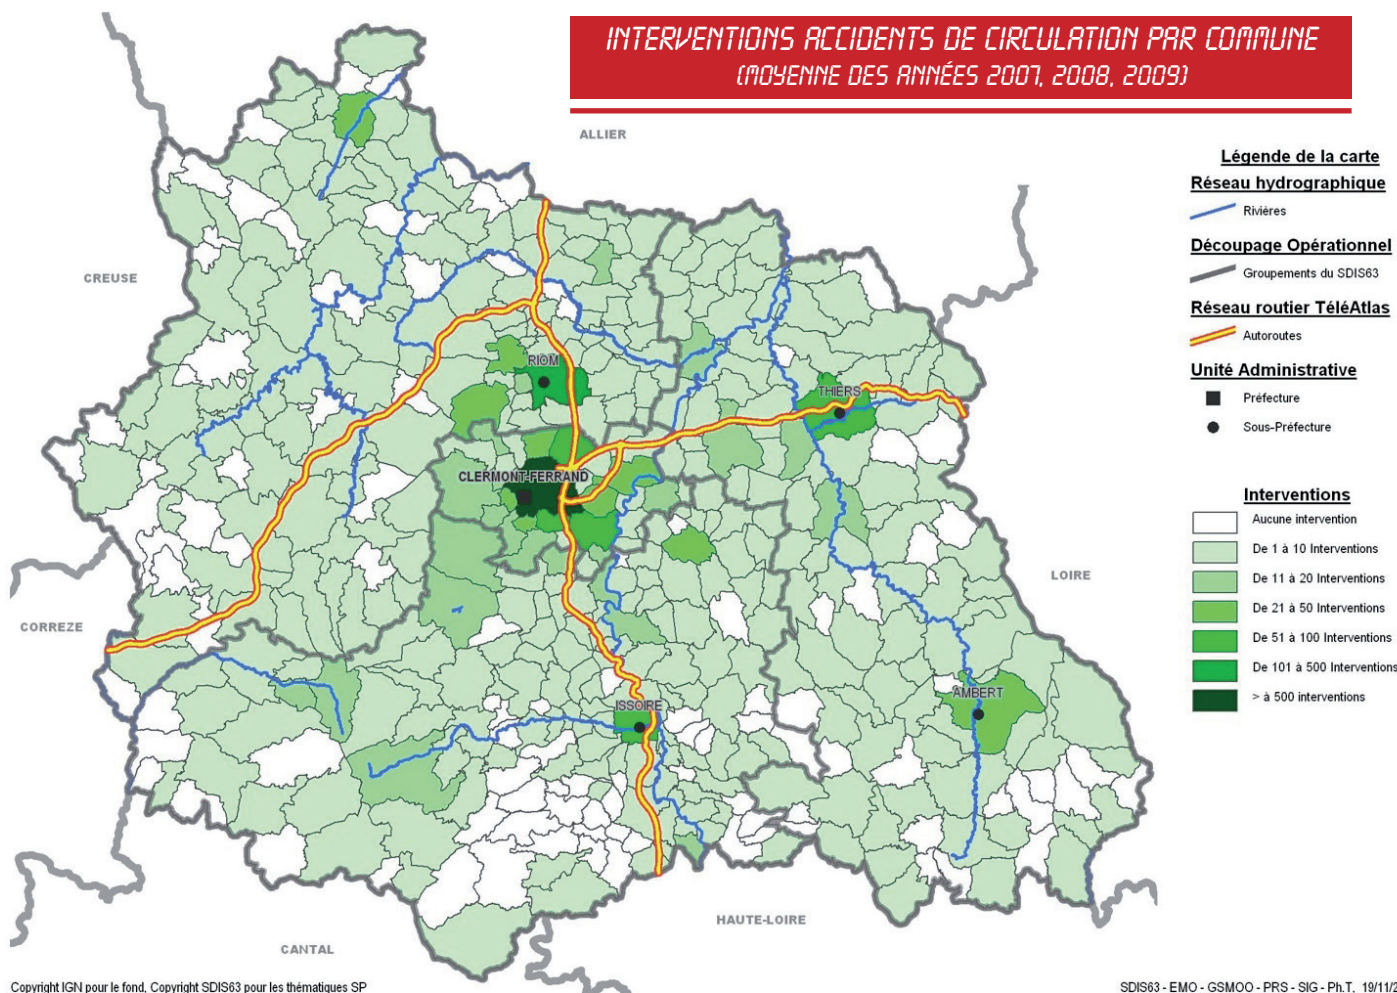 INTERVENTIONS ACCIDENTS DE CIRCULATION PAR COMMUNE
(MOYENNE DES ANNÉES 2007, 2008, 2009)
ALLIER
CREUSE
CORREZE
CANTAL
HAUTE-LOIRE
LOIRE
RIOM
THIERS
CLERMONT-FERRAND
ISSOIRE
AMBERT
Légende de la carte
Réseau hydrographique
Rivières
Découpage Opérationnel
Groupements du SDIS63
Réseau routier TéléAtlas
Autoroutes
Unité Administrative
Préfecture
Sous-Préfecture
Interventions
Aucune intervention
De 1 à 10 Interventions
De 11 à 20 Interventions
De 21 à 50 Interventions
De 51 à 100 Interventions
De 101 à 500 Interventions
> à 500 interventions
Copyright IGN pour le fond, Copyright SDIS63 pour les thématiques SP
SDIS63 - EMO - GSMOO - PRS - SIG - Ph.T, 19/11/2